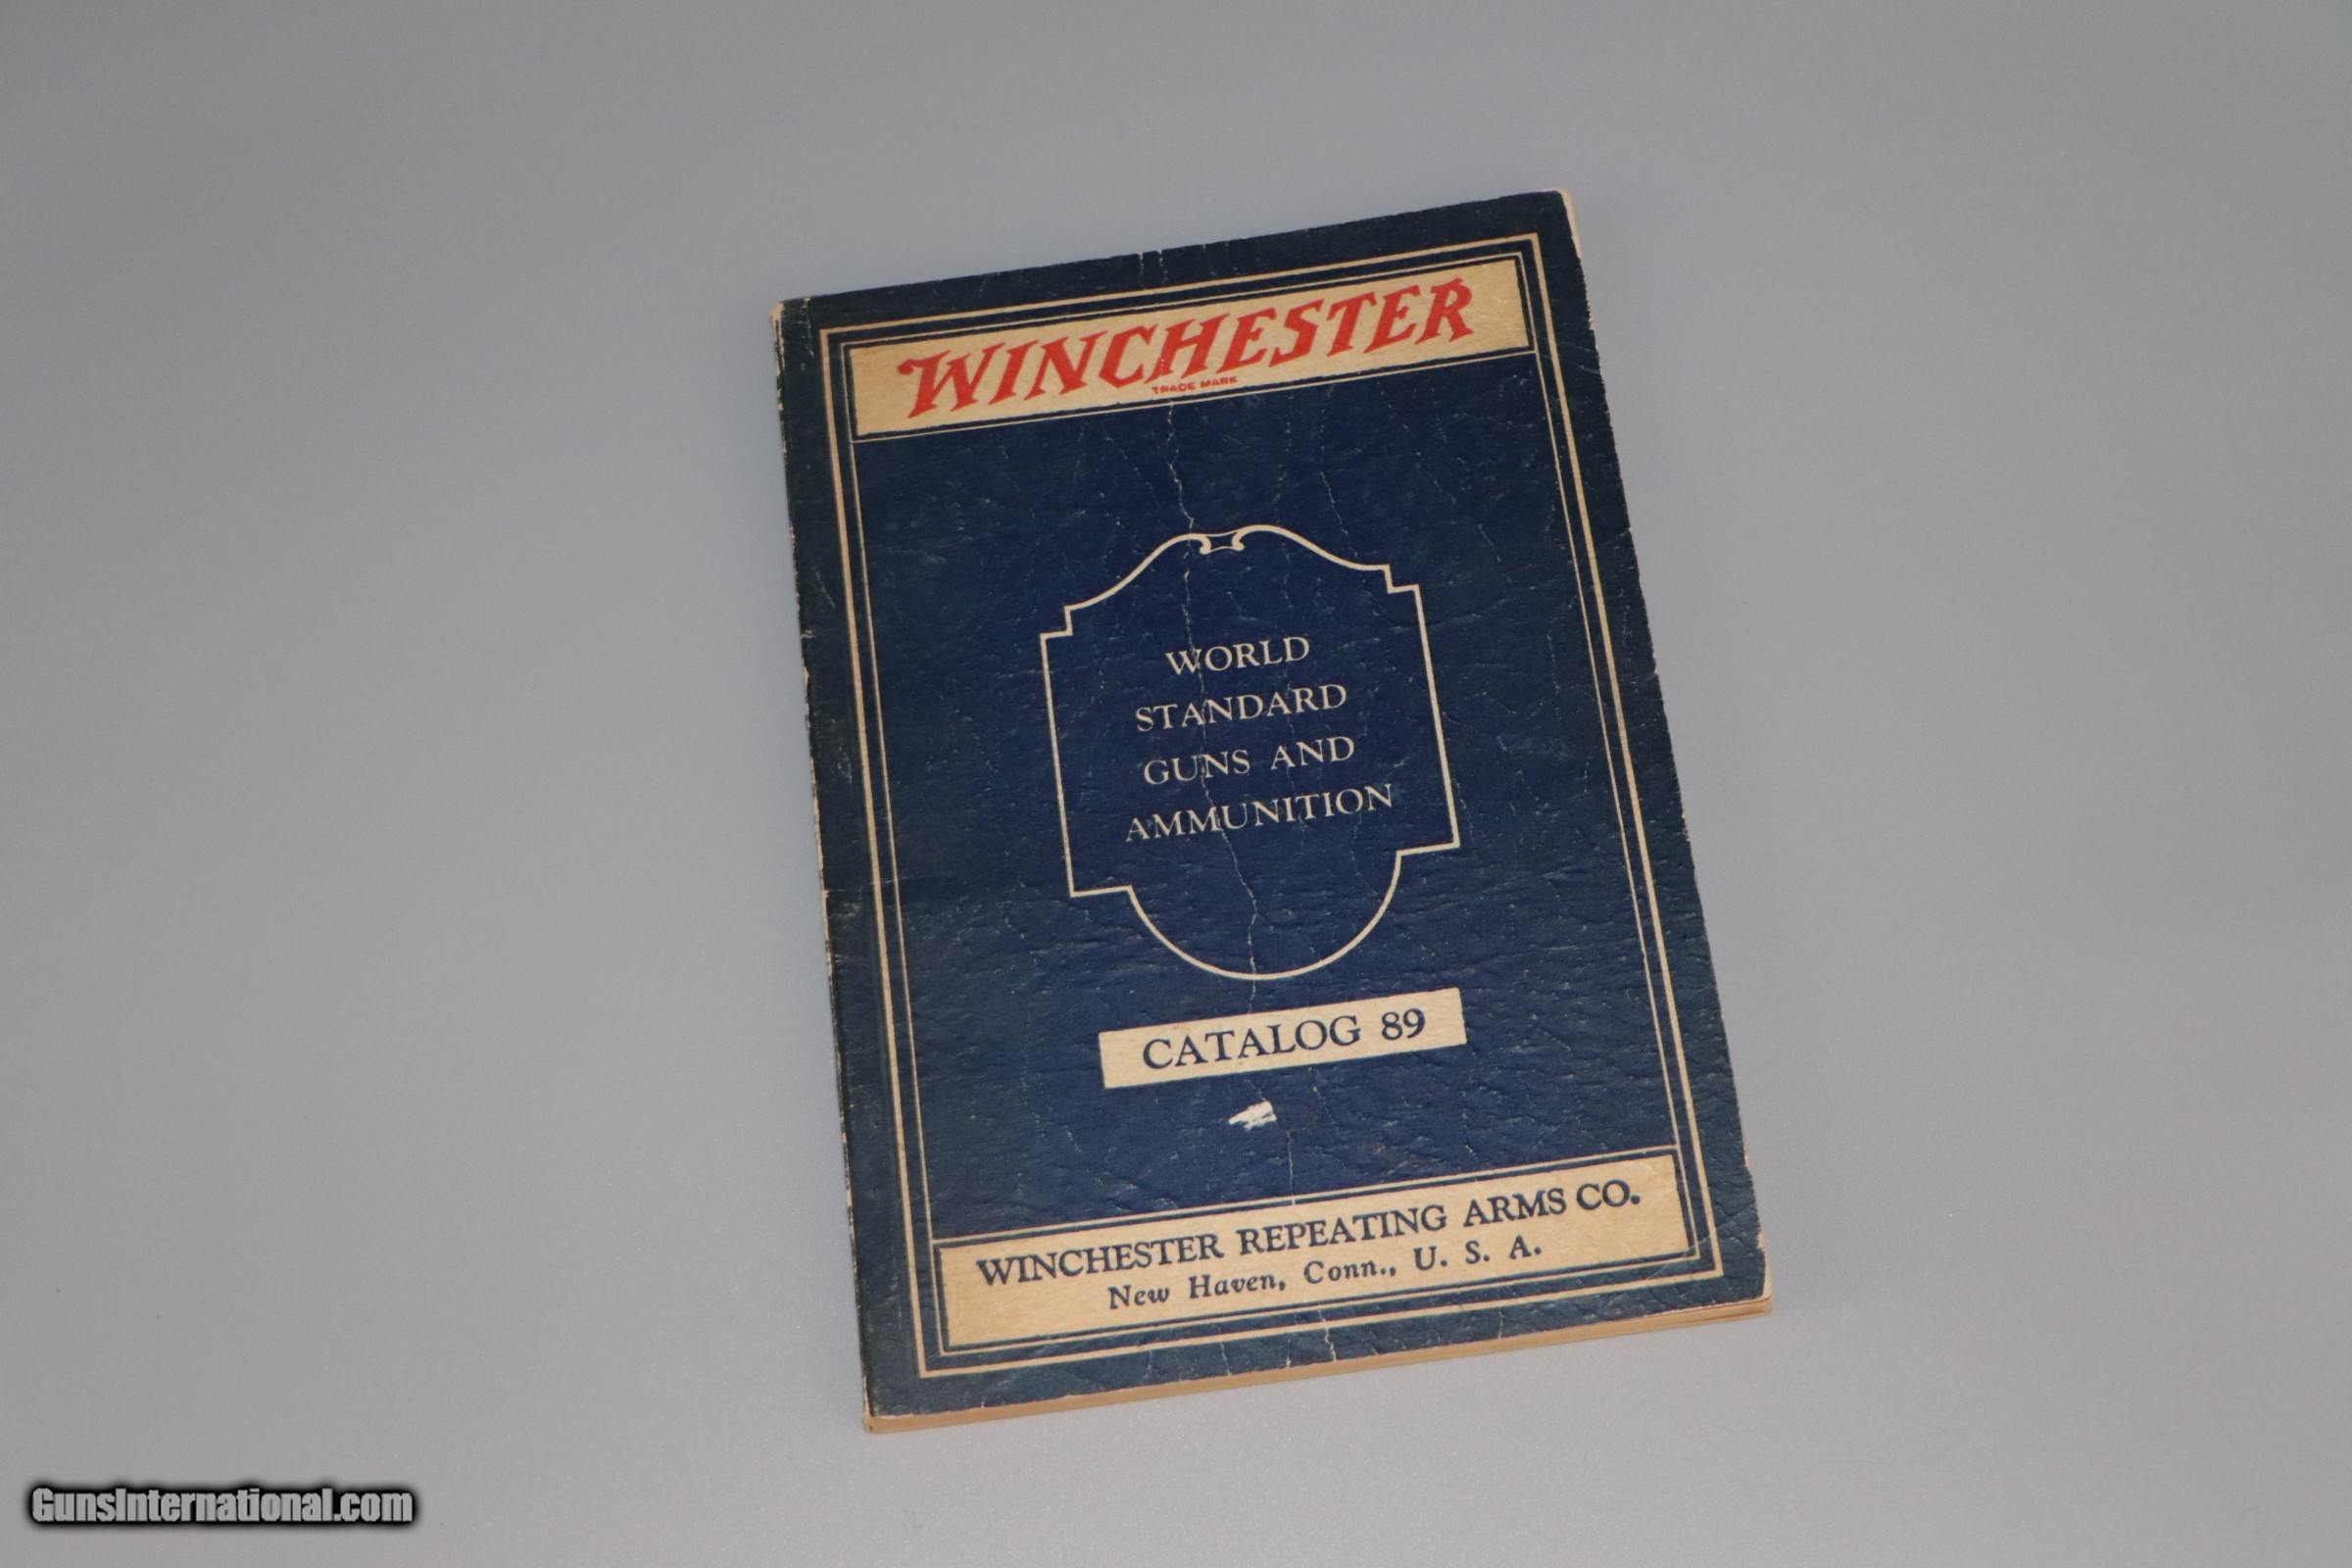 WINCHESTER
TRADE MARK
WORLD
STANDARD
GUNS AND
AMMUNITION
CATALOG 89
WINCHESTER REPEATING ARMS CO.
New Haven, Conn., U. S. A.
GunsInternational.com